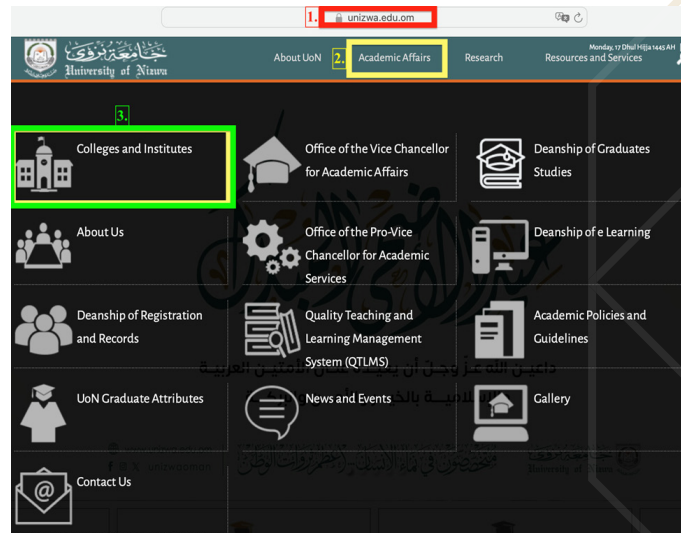 1. unizwa.edu.om
جامعة نزوى
University of Nizwa
About UoN
2. Academic Affairs
Research
Monday, 17 Dhul Hijja 1445 AH
Resources and Services
3.
Colleges and Institutes
Office of the Vice Chancellor
for Academic Affairs
Deanship of Graduates
Studies
About Us
Office of the Pro-Vice
Chancellor for Academic
Services
Deanship of e Learning
Deanship of Registration
and Records
Quality Teaching and
Learning Management
System (QTLMS)
Academic Policies and
Guidelines
UoN Graduate Attributes
News and Events
Gallery
Contact Us
University of Nizwa